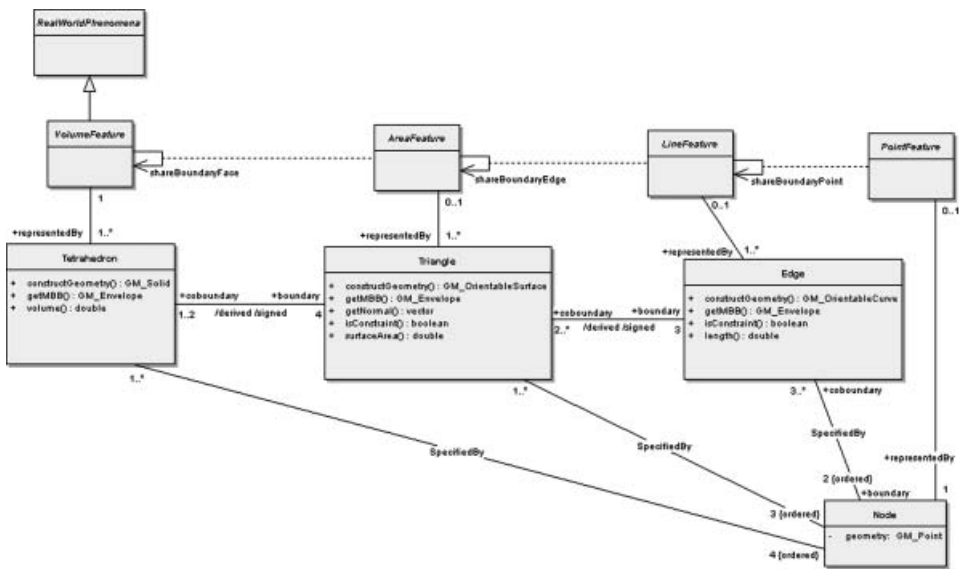 RealWorldPhenomena
VolumeFeature
AreaFeature
LineFeature
PointFeature
shareBoundaryFace
shareBoundaryEdge
shareBoundaryPoint
1
0..1
0..1
0..1
+representedBy
1..*
+representedBy
1..*
+representedBy
1..*
Tetrahedron
+ constructGeometry() : GM_Solid
+ getMBB() : GM_Envelope
+ volume() : double
+coboundary
+boundary
1..2
/derived /signed
4
Triangle
+ constructGeometry() : GM_OrientableSurface
+ getMBB() : GM_Envelope
+ getNormal() : vector
+ isConstraint() : boolean
+ surfaceArea() : double
+coboundary
+boundary
2..*
/derived /signed
3
Edge
+ constructGeometry() : GM_OrientableCurve
+ getMBB() : GM_Envelope
+ isConstraint() : boolean
+ length() : double
1..*
1..*
3..*
+coboundary
SpecifiedBy
SpecifiedBy
SpecifiedBy
+representedBy
2 {ordered}
+boundary
1
3 {ordered}
4 {ordered}
Node
- geometry: GM_Point